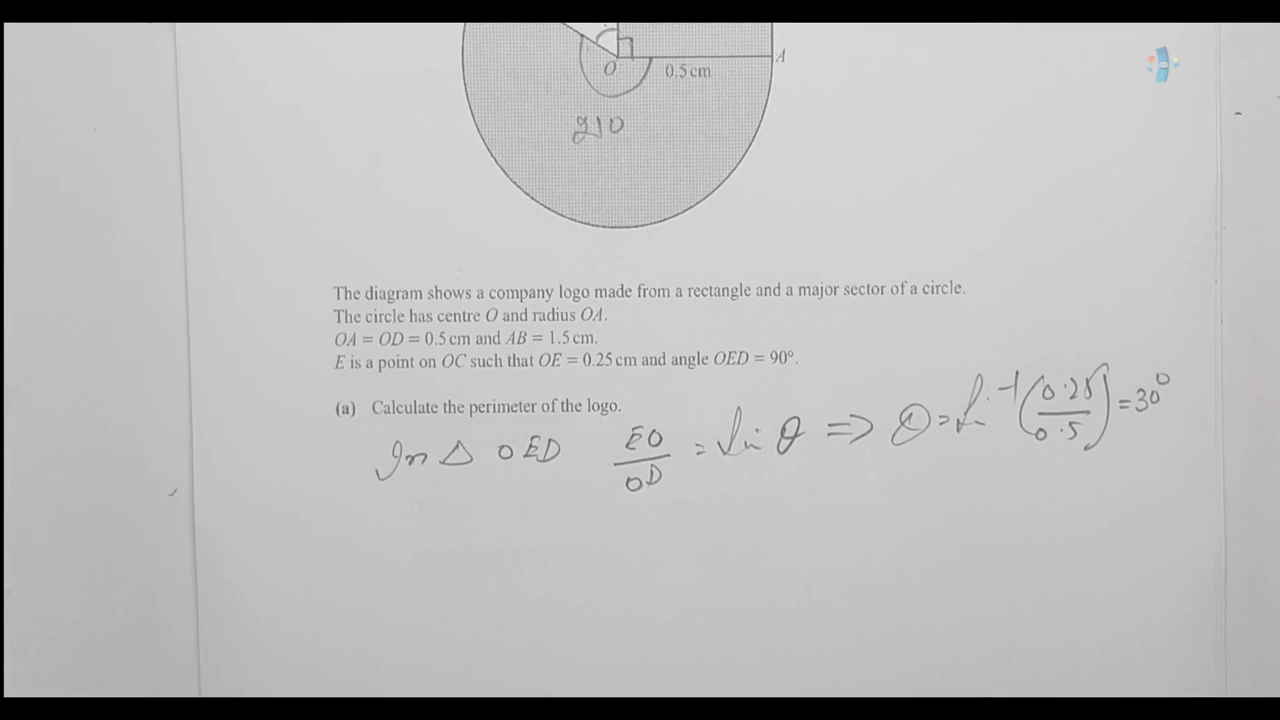 A
O
0.5 cm
210
The diagram shows a company logo made from a rectangle and a major sector of a circle.
The circle has centre O and radius OA.
OA = OD = 0.5 cm and AB = 1.5 cm.
E is a point on OC such that OE = 0.25 cm and angle OED = 90°.
(a) Calculate the perimeter of the logo.
In △ OED EO/OD = sin θ ⇒ θ = sin⁻¹(0.25/0.5) = 30°